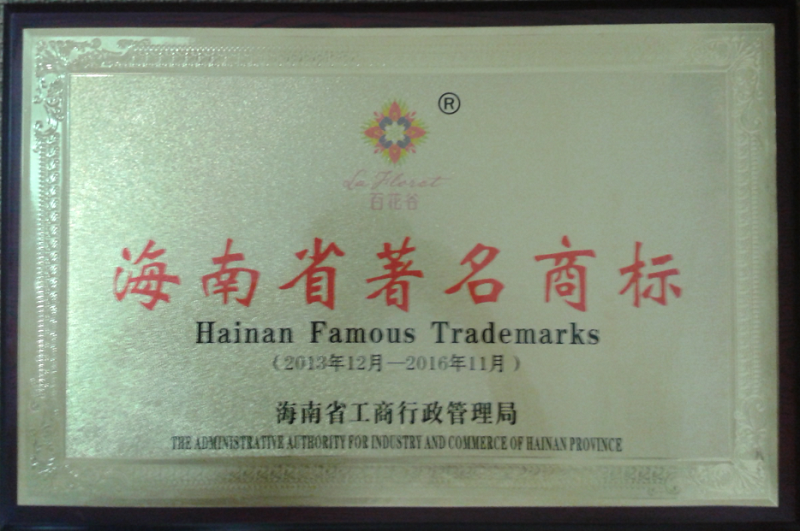 ®
La Floret
百花谷
海南省著名商标
Hainan Famous Trademarks
（2013年12月—2016年11月）
海南省工商行政管理局
THE ADMINISTRATIVE AUTHORITY FOR INDUSTRY AND COMMERCE OF HAINAN PROVINCE